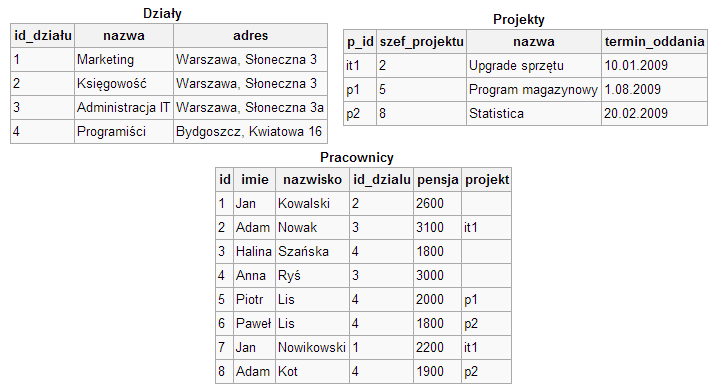 Działy
id_działu nazwa adres
1 Marketing Warszawa, Słoneczna 3
2 Księgowość Warszawa, Słoneczna 3
3 Administracja IT Warszawa, Słoneczna 3a
4 Programiści Bydgoszcz, Kwiatowa 16
Projekty
p_id szef_projektu nazwa termin_oddania
it1 2 Upgrade sprzętu 10.01.2009
p1 5 Program magazynowy 1.08.2009
p2 8 Statistica 20.02.2009
Pracownicy
id imie nazwisko id_dzialu pensja projekt
1 Jan Kowalski 2 2600
2 Adam Nowak 3 3100 it1
3 Halina Szańska 4 1800
4 Anna Ryś 3 3000
5 Piotr Lis 4 2000 p1
6 Paweł Lis 4 1800 p2
7 Jan Nowikowski 1 2200 it1
8 Adam Kot 4 1900 p2